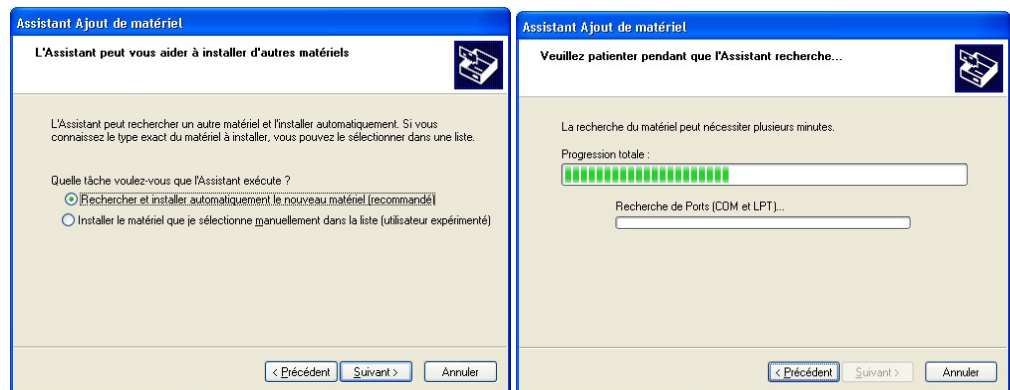 Assistant Ajout de matériel
L'Assistant peut vous aider à installer d'autres matériels
L'Assistant peut rechercher un autre matériel et l'installer automatiquement. Si vous
connaissez le type exact du matériel à installer, vous pouvez le sélectionner dans une liste.
Quelle tâche voulez-vous que l'Assistant exécute ?
Rechercher et installer automatiquement le nouveau matériel (recommandé)
Installer le matériel que je sélectionne manuellement dans la liste (utilisateur expérimenté)
< Précédent Suivant > Annuler
Assistant Ajout de matériel
Veuillez patienter pendant que l'Assistant recherche...
La recherche du matériel peut nécessiter plusieurs minutes.
Progression totale :
Recherche de Ports (COM et LPT)...
< Précédent Suivant > Annuler